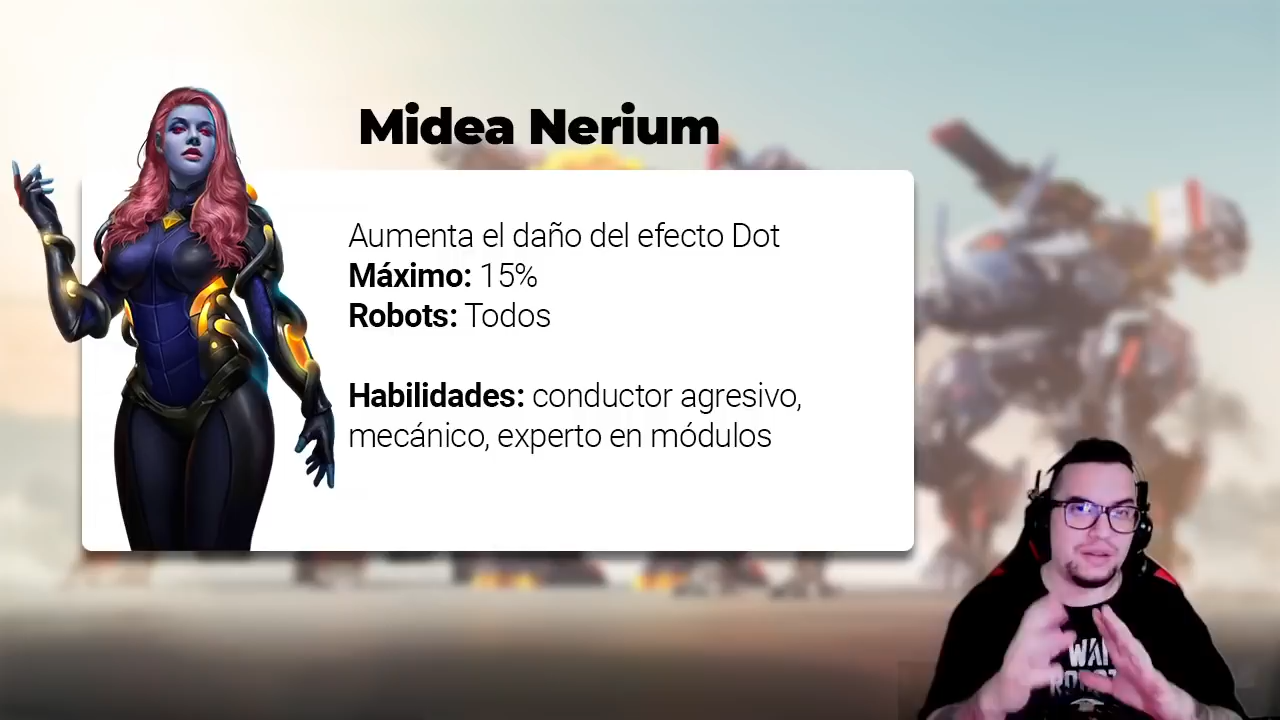 Midea Nerium
Aumenta el daño del efecto Dot
Máximo: 15%
Robots: Todos
Habilidades: conductor agresivo,
mecánico, experto en módulos